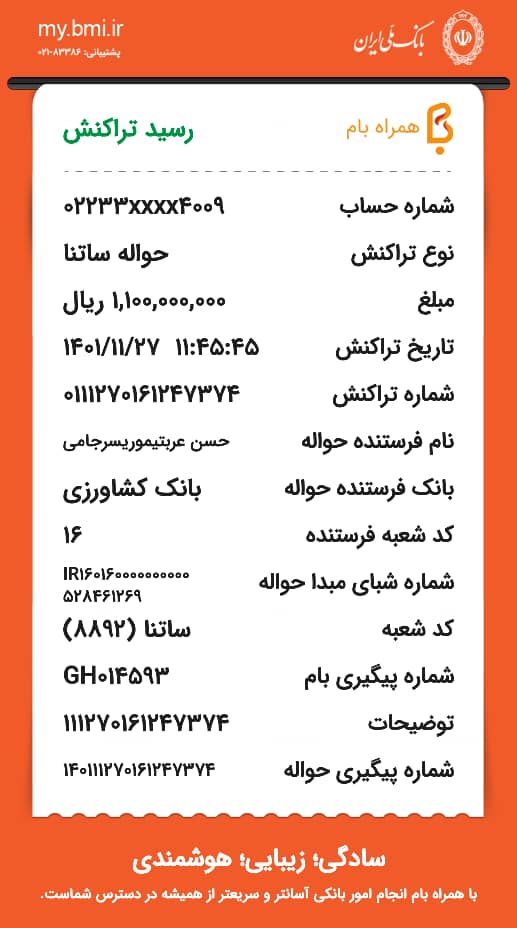 بانک ملی ایران
my.bmi.ir
پشتیبانی: ۸۳۳۸۶-۰۲۱
همراه بام
رسید تراکنش
شماره حساب ۰۲۲۳۳xxxx۴۰۰۹
نوع تراکنش حواله ساتنا
مبلغ ۱,۱۰۰,۰۰۰,۰۰۰ ریال
تاریخ تراکنش ۱۴۰۱/۱۱/۲۷ ۱۱:۴۵:۴۵
شماره تراکنش ۰۱۱۱۲۷۰۱۶۱۲۴۷۳۷۴
نام فرستنده حواله حسن عربتیموریسرجامی
بانک فرستنده حواله بانک کشاورزی
کد شعبه فرستنده ۱۶
شماره شبای مبدا حواله IR۱۶۰۱۶۰۰۰۰۰۰۰۰۰۰۰
۵۲۸۴۶۱۲۶۹
کد شعبه ساتنا (۸۸۹۲)
شماره پیگیری بام GH۰۱۴۵۹۳
توضیحات ۱۱۱۲۷۰۱۶۱۲۴۷۳۷۴
شماره پیگیری حواله ۱۴۰۱۱۱۲۷۰۱۶۱۲۴۷۳۷۴
سادگی؛ زیبایی؛ هوشمندی
با همراه بام انجام امور بانکی آسانتر و سریعتر از همیشه در دسترس شماست.